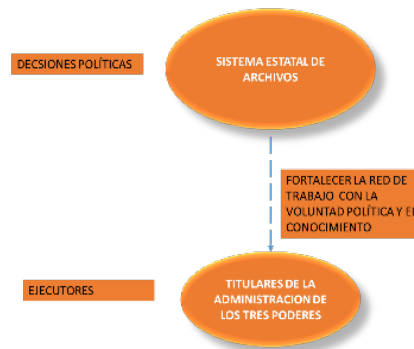 DECSIONES POLÍTICAS
SISTEMA ESTATAL DE
ARCHIVOS
FORTALECER LA RED DE
TRABAJO CON LA
VOLUNTAD POLÍTICA Y EL
CONOCIMIENTO
EJECUTORES
TITULARES DE LA
ADMINISTRACION DE
LOS TRES PODERES